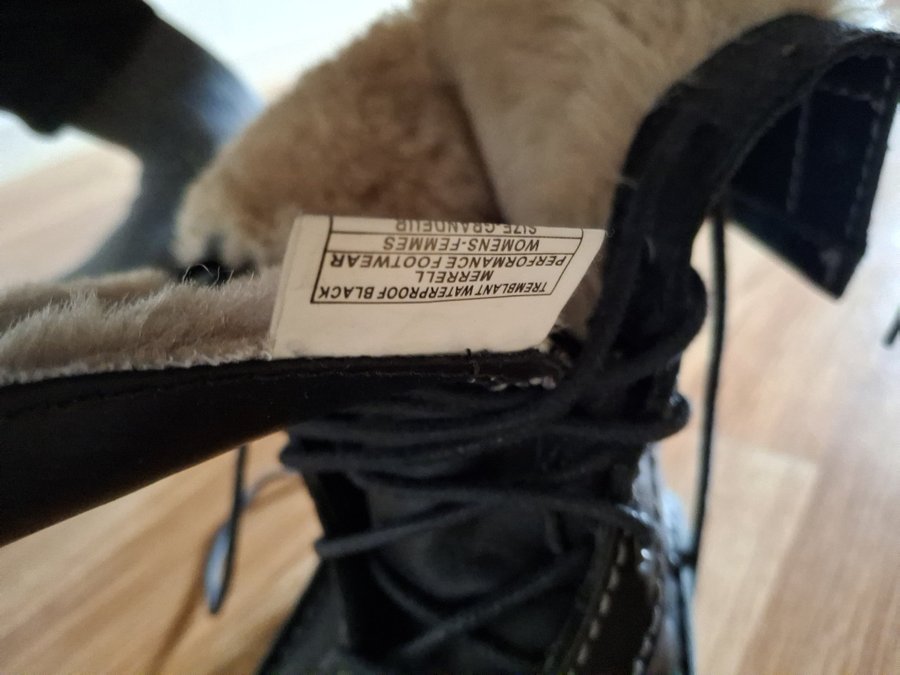 TREMBLANT WATERPROOF BLACK
MERRELL
PERFORMANCE FOOTWEAR
WOMENS-FEMMES
SIZE-GRANDEUR